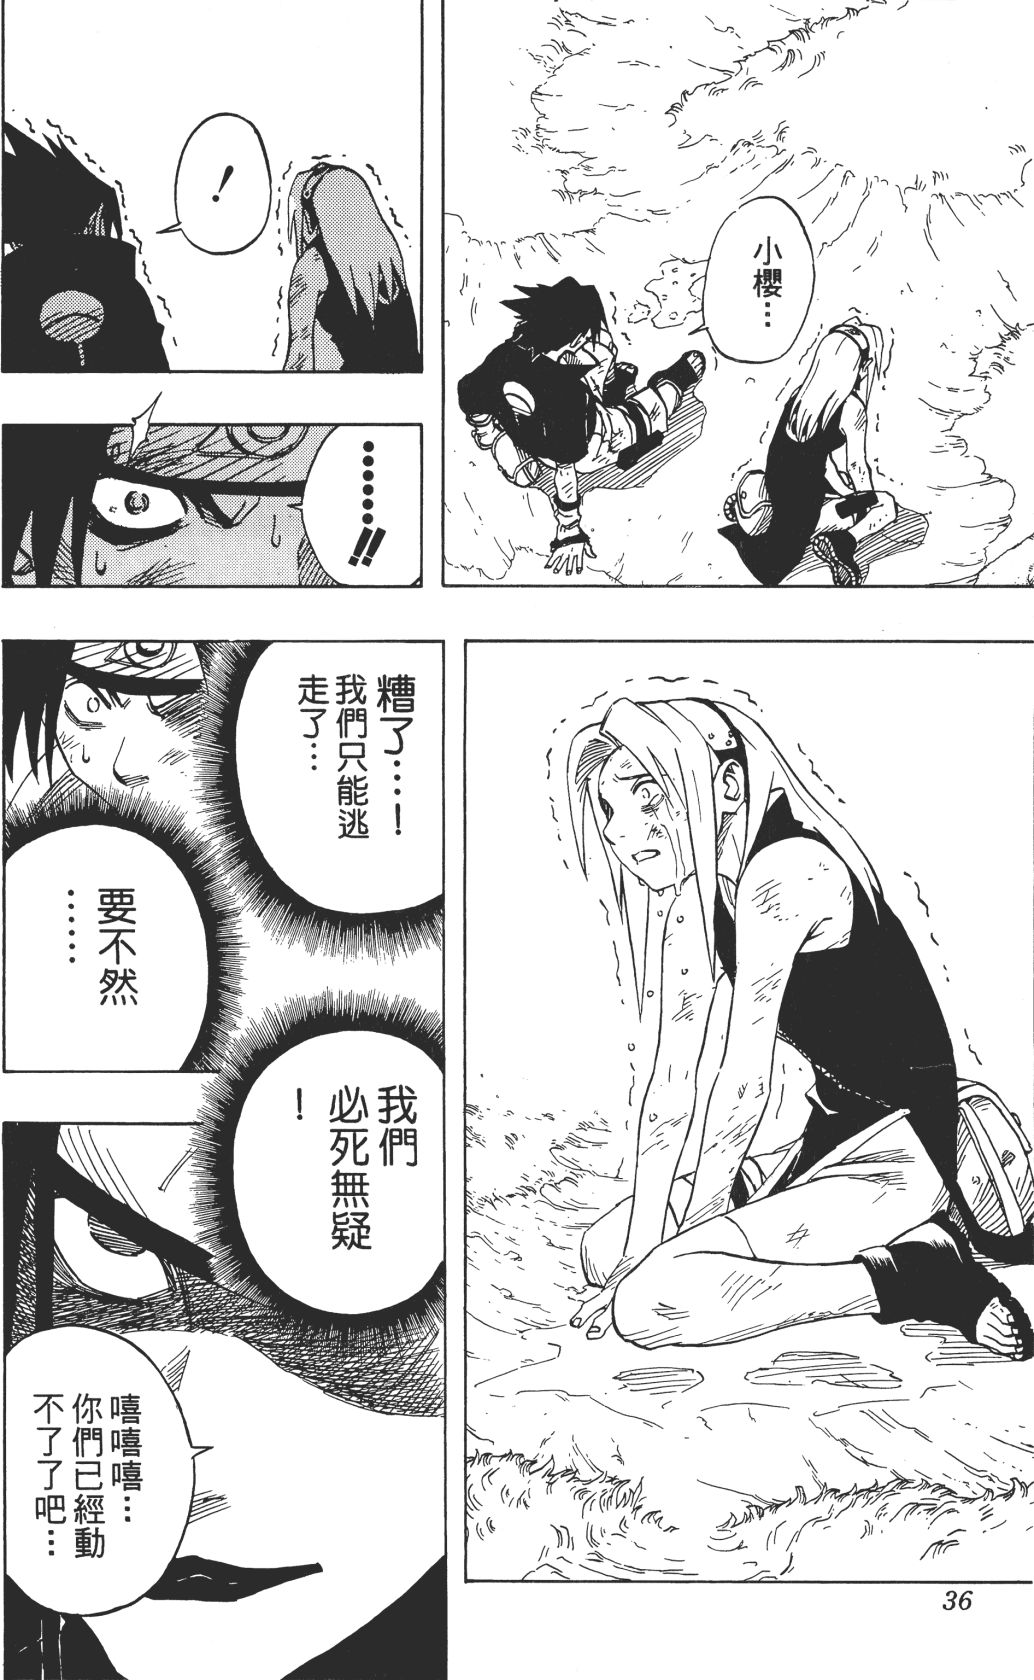 小櫻…
！
………!!
糟了…！
我們只能逃
走了…
要不然
……
我們
必死無疑
！
嘻嘻嘻…
你們已經動
不了了吧…
36